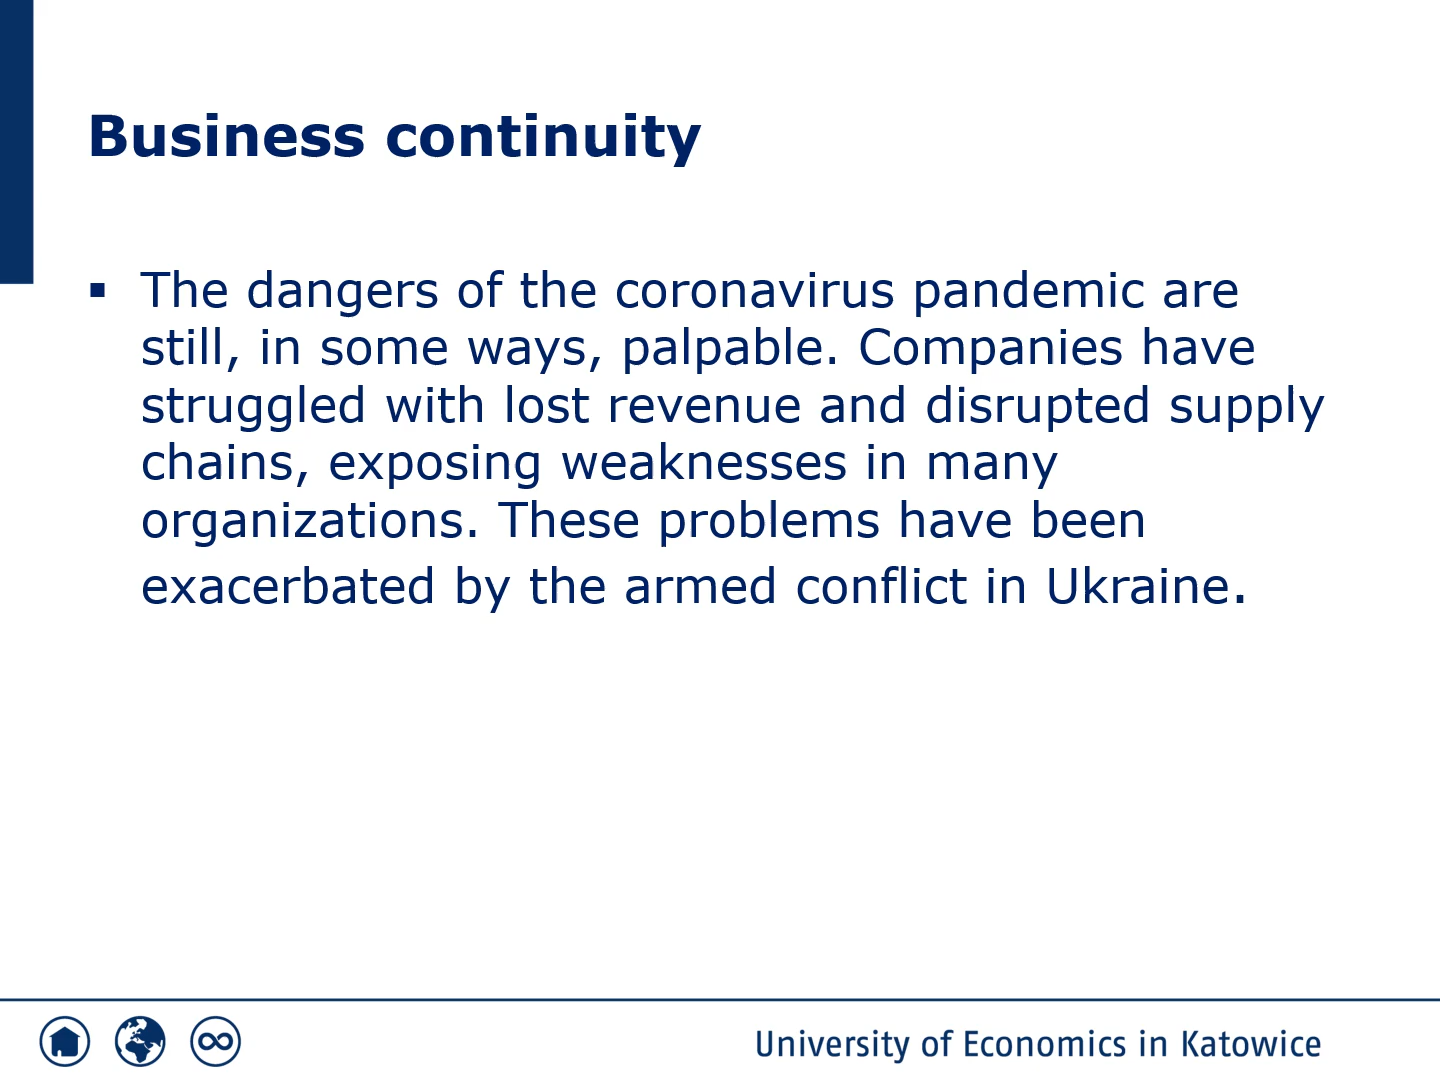 Business continuity
▪ The dangers of the coronavirus pandemic are
still, in some ways, palpable. Companies have
struggled with lost revenue and disrupted supply
chains, exposing weaknesses in many
organizations. These problems have been
exacerbated by the armed conflict in Ukraine.
University of Economics in Katowice